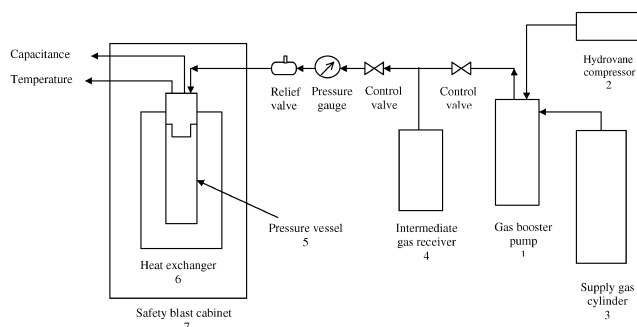 Capacitance
Temperature
Relief
valve
Pressure
gauge
Control
valve
Control
valve
Hydrovane
compressor
2
Pressure vessel
5
Intermediate
gas receiver
4
Gas booster
pump
1
Heat exchanger
6
Supply gas
cylinder
3
Safety blast cabinet
7